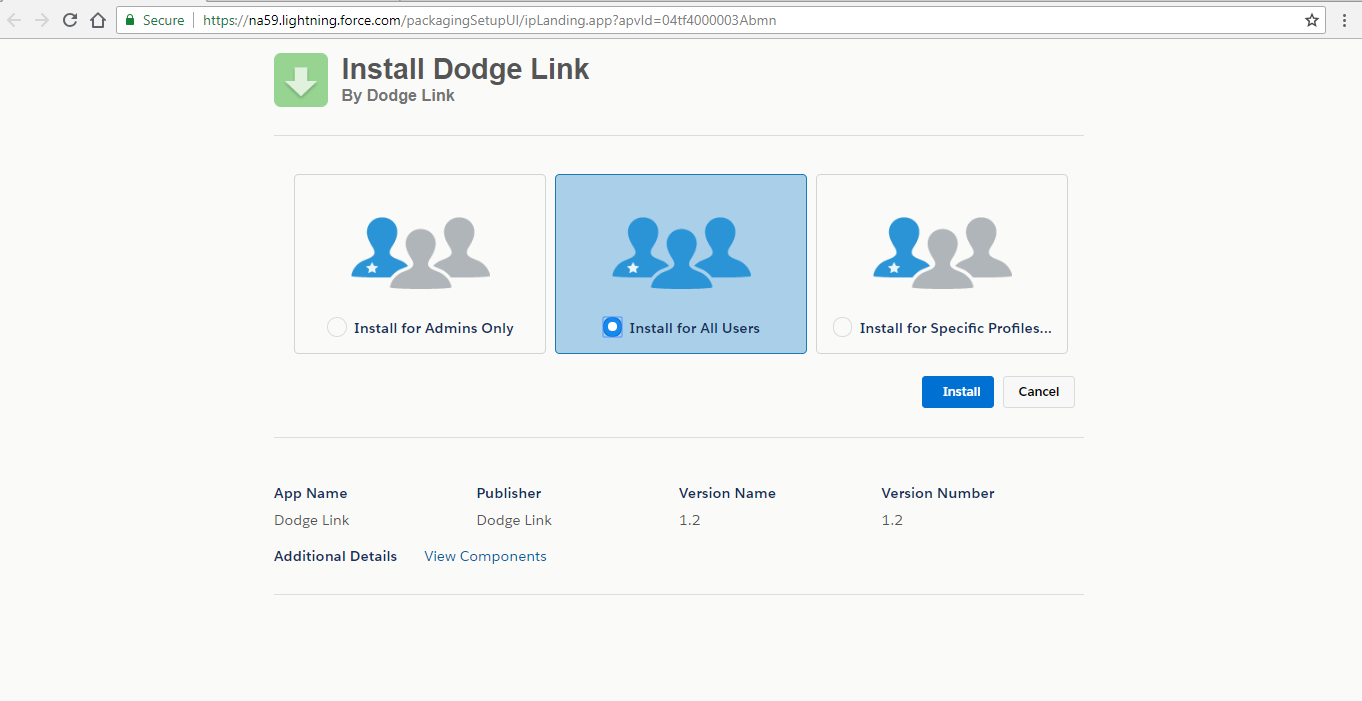 Secure https://na59.lightning.force.com/packagingSetupUI/ipLanding.app?apvId=04tf4000003Abmn
Install Dodge Link
By Dodge Link
Install for Admins Only
Install for All Users
Install for Specific Profiles...
Install Cancel
App Name Publisher Version Name Version Number
Dodge Link Dodge Link 1.2 1.2
Additional Details View Components